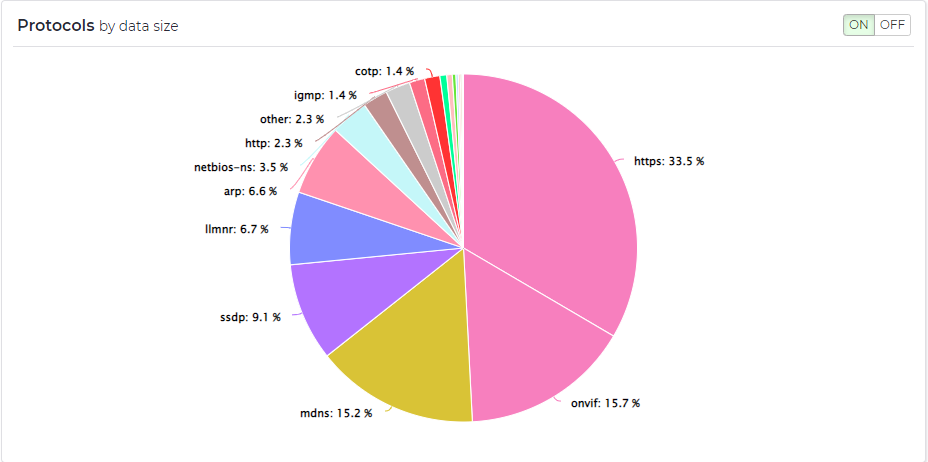 Protocols by data size
ON OFF
cotp: 1.4 %
igmp: 1.4 %
other: 2.3 %
http: 2.3 %
netbios-ns: 3.5 %
arp: 6.6 %
llmnr: 6.7 %
ssdp: 9.1 %
mdns: 15.2 %
https: 33.5 %
onvif: 15.7 %